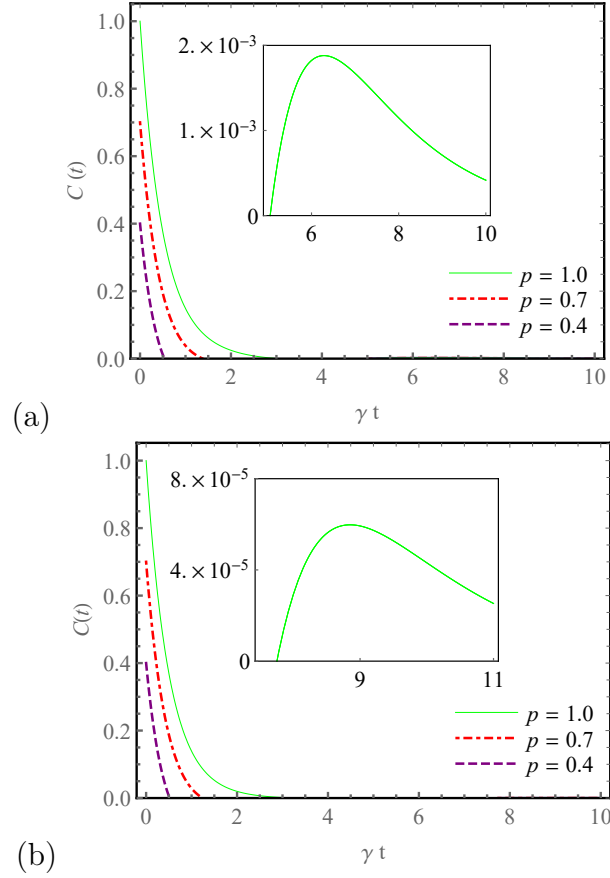 1.0
0.8
0.6
0.4
0.2
0.0
C (t)
2.×10⁻³
1.×10⁻³
0
6
8
10
p = 1.0
p = 0.7
p = 0.4
0
2
4
6
8
10
(a)
γ t
1.0
0.8
0.6
0.4
0.2
0.0
C(t)
8.×10⁻⁵
4.×10⁻⁵
0
9
11
p = 1.0
p = 0.7
p = 0.4
0
2
4
6
8
10
(b)
γ t